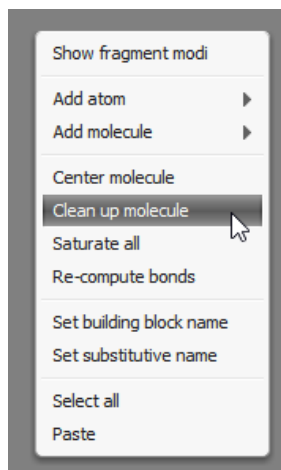 Show fragment modi
Add atom
Add molecule
Center molecule
Clean up molecule
Saturate all
Re-compute bonds
Set building block name
Set substitutive name
Select all
Paste